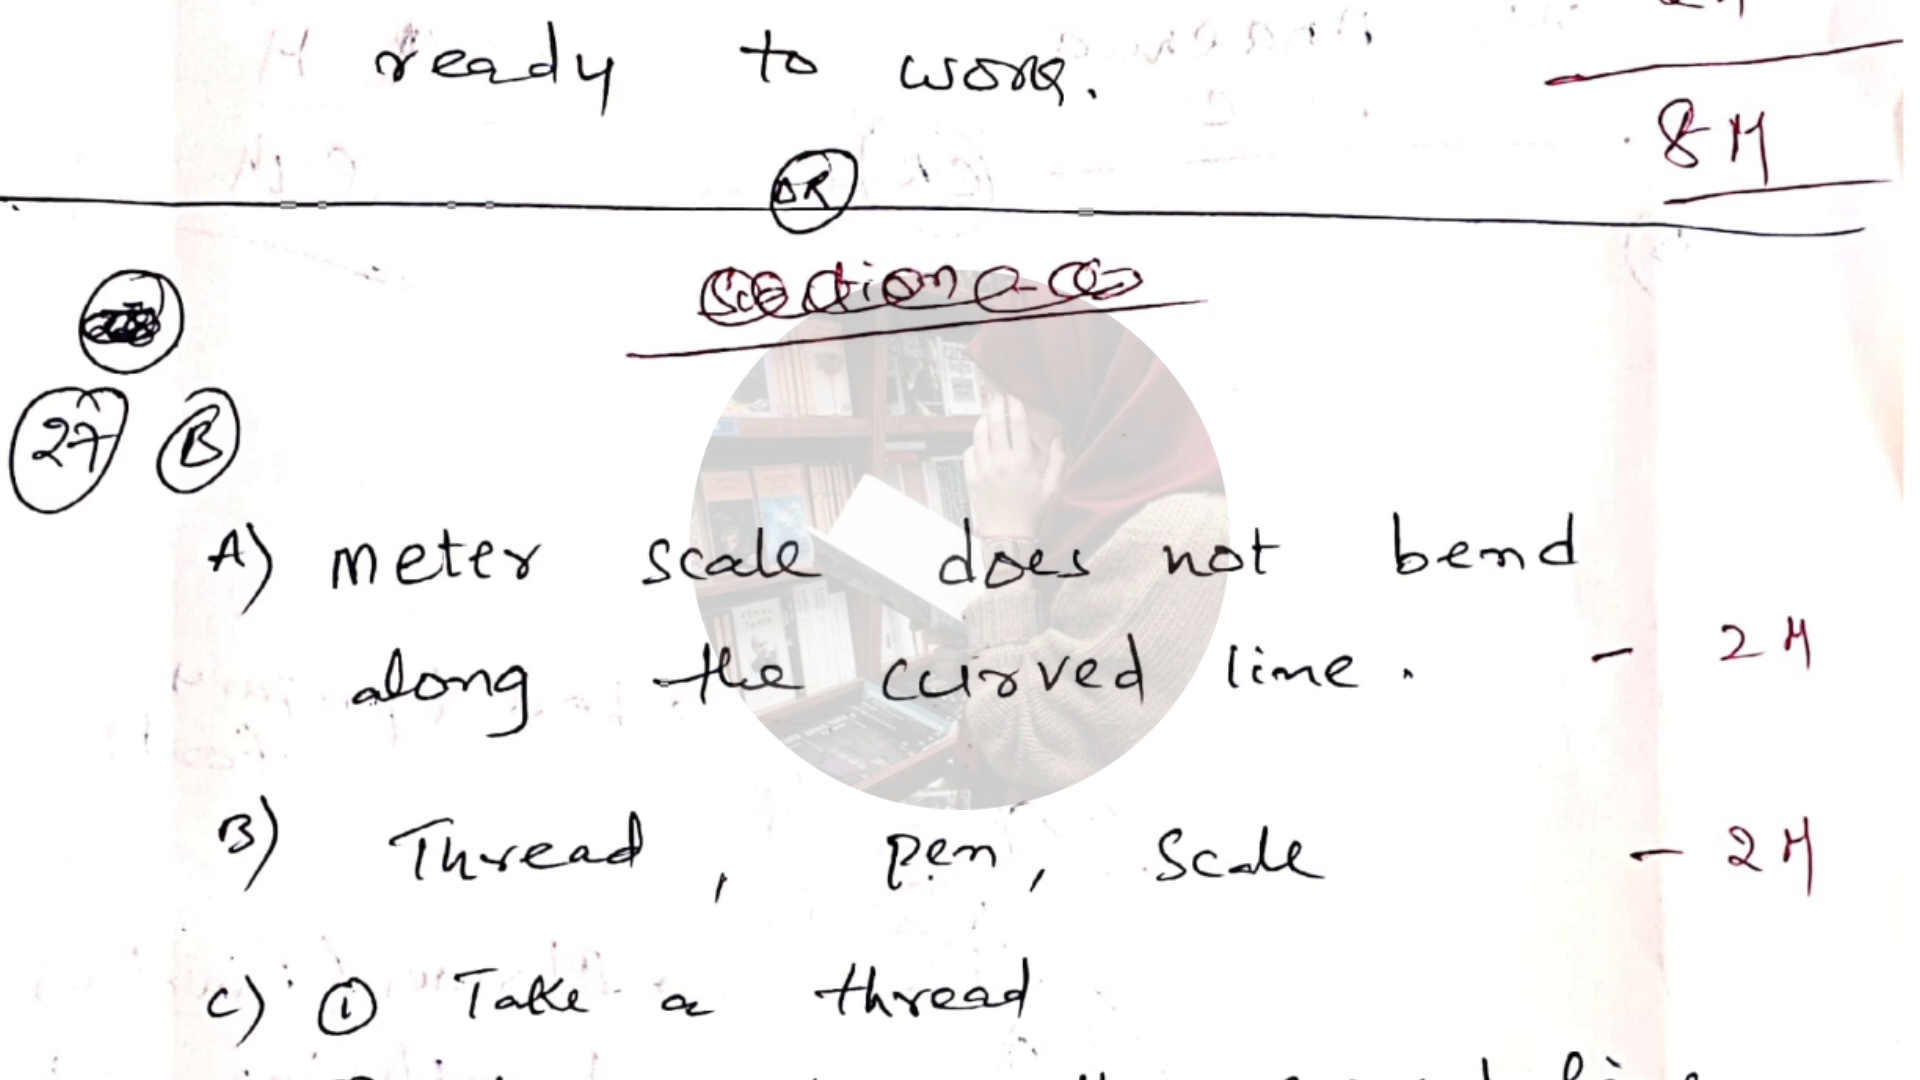 ready to work.
8M
OR
27 B
A) meter scale does not bend
along the curved line. - 2M
B) Thread, pen, Scale - 2M
C) ① Take a thread